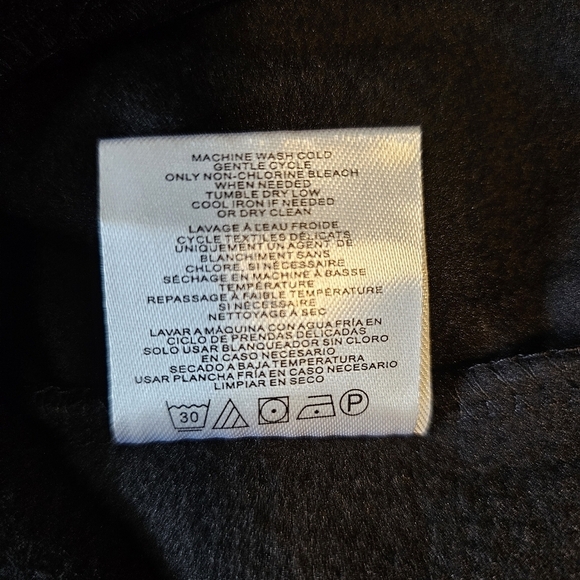 MACHINE WASH COLD
GENTLE CYCLE
ONLY NON-CHLORINE BLEACH
WHEN NEEDED
TUMBLE DRY LOW
COOL IRON IF NEEDED
OR DRY CLEAN
LAVAGE À L'EAU FROIDE
CYCLE TEXTILES DÉLICATS
UNIQUEMENT UN AGENT DE
BLANCHIMENT SANS
CHLORE, SI NÉCESSAIRE
SÉCHAGE EN MACHINE À BASSE
TEMPÉRATURE
REPASSAGE À FAIBLE TEMPÉRATURE
SI NÉCESSAIRE
NETTOYAGE A SEC
LAVAR A MÁQUINA CON AGUA FRÍA EN
CICLO DE PRENDAS DELICADAS
SOLO USAR BLANQUEADOR SIN CLORO
EN CASO NECESARIO
SECADO A BAJA TEMPERATURA
USAR PLANCHA FRÍA EN CASO NECESARIO
LIMPIAR EN SECO
30 P